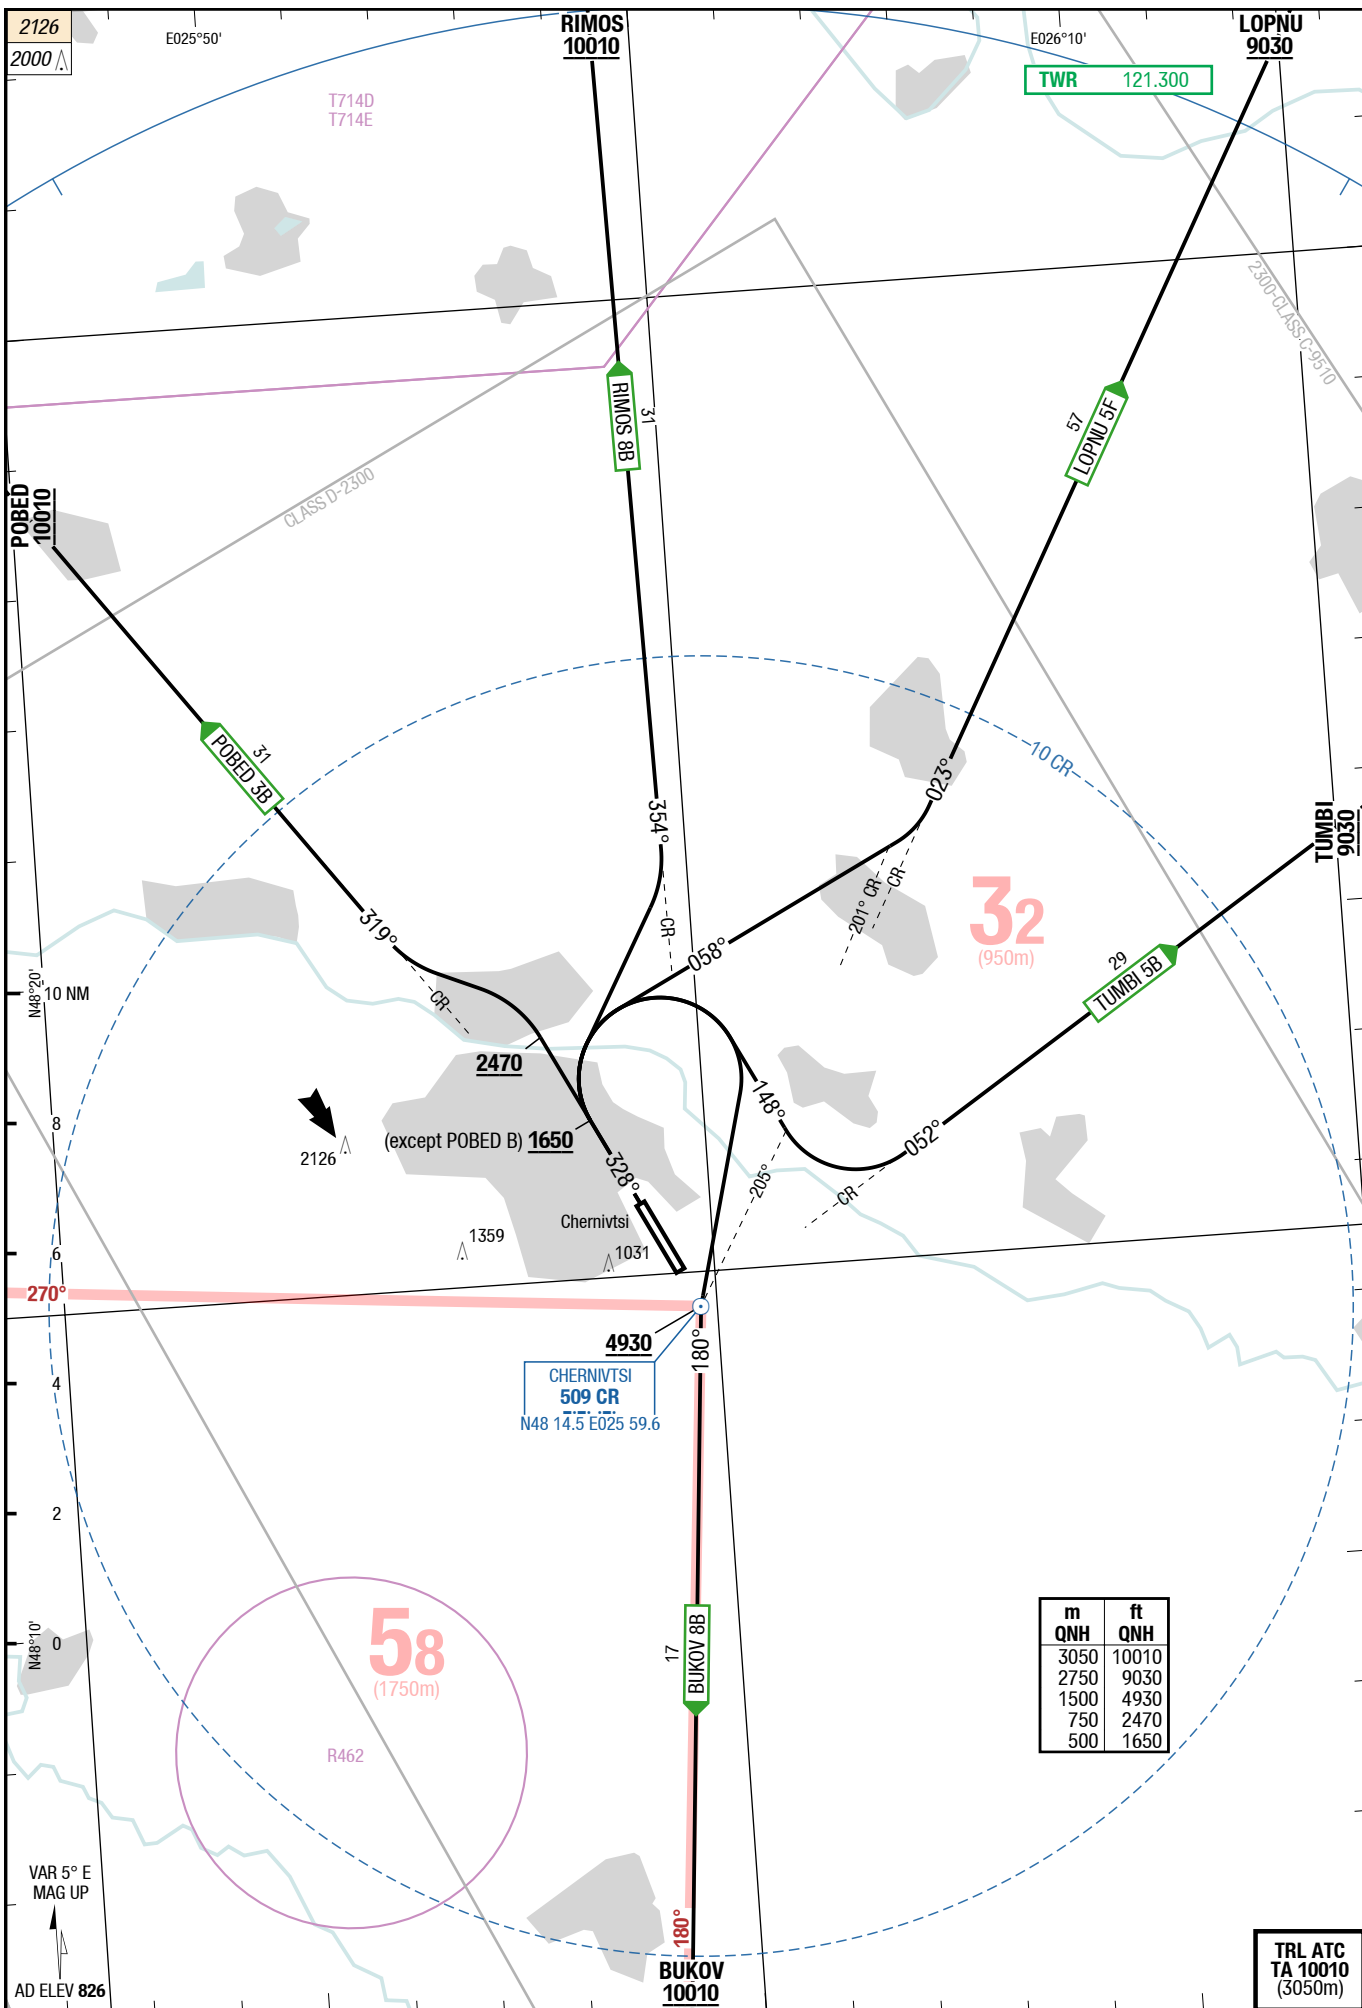 2126
2000
E025°50'
RIMOS
10010
E026°10'
LOPNU
9030
TWR 121.300
T714D
T714E
2300-CLASS C-9510
RIMOS 8B
31
57
LOPNU 5F
CLASS D-2300
POBED
10010
31
POBED 3B
10 CR
023°
354°
TUMBI
9030
201° CR
CR
32
(950m)
319°
CR
058°
29
TUMBI 5B
N48°20'
10 NM
CR
2470
148°
052°
8
(except POBED B) 1650
2126
328°
205°
CR
Chernivtsi
1359
1031
6
270°
4930
180°
CHERNIVTSI
509 CR
N48 14.5 E025 59.6
4
2
58
(1750m)
17
BUKOV 8B
m ft
QNH QNH
3050 10010
2750 9030
1500 4930
750 2470
500 1650
N48°10'
0
R462
VAR 5° E
MAG UP
180°
AD ELEV 826
BUKOV
10010
TRL ATC
TA 10010
(3050m)